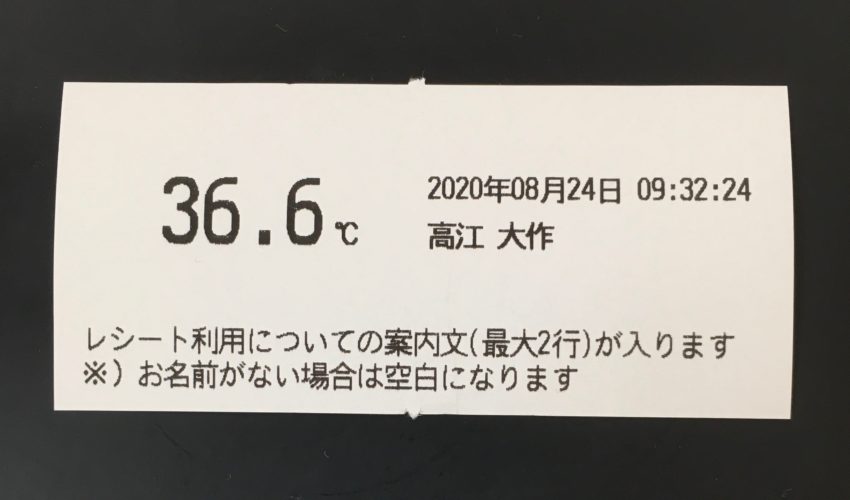 36.6℃
2020年08月24日 09:32:24
高江 大作
レシート利用についての案内文(最大2行)が入ります
※)お名前がない場合は空白になります